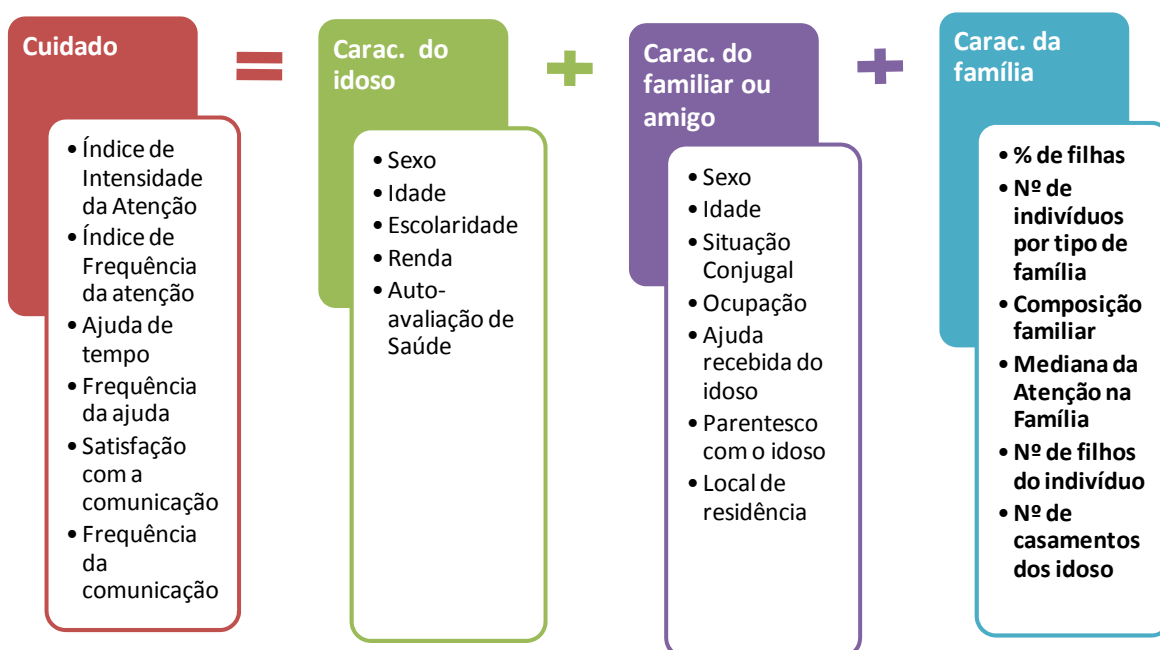 Cuidado
=
Carac. do
idoso
+
Carac. do
familiar ou
amigo
+
Carac. da
família
• Índice de
Intensidade
da Atenção
• Índice de
Frequência
da atenção
• Ajuda de
tempo
• Frequência
da ajuda
• Satisfação
com a
comunicação
• Frequência
da
comunicação
• Sexo
• Idade
• Escolaridade
• Renda
• Auto-
avaliação de
Saúde
• Sexo
• Idade
• Situação
Conjugal
• Ocupação
• Ajuda
recebida do
idoso
• Parentesco
com o idoso
• Local de
residência
• % de filhas
• Nº de
indivíduos
por tipo de
família
• Composição
familiar
• Mediana da
Atenção na
Família
• Nº de filhos
do indivíduo
• Nº de
casamentos
dos idoso